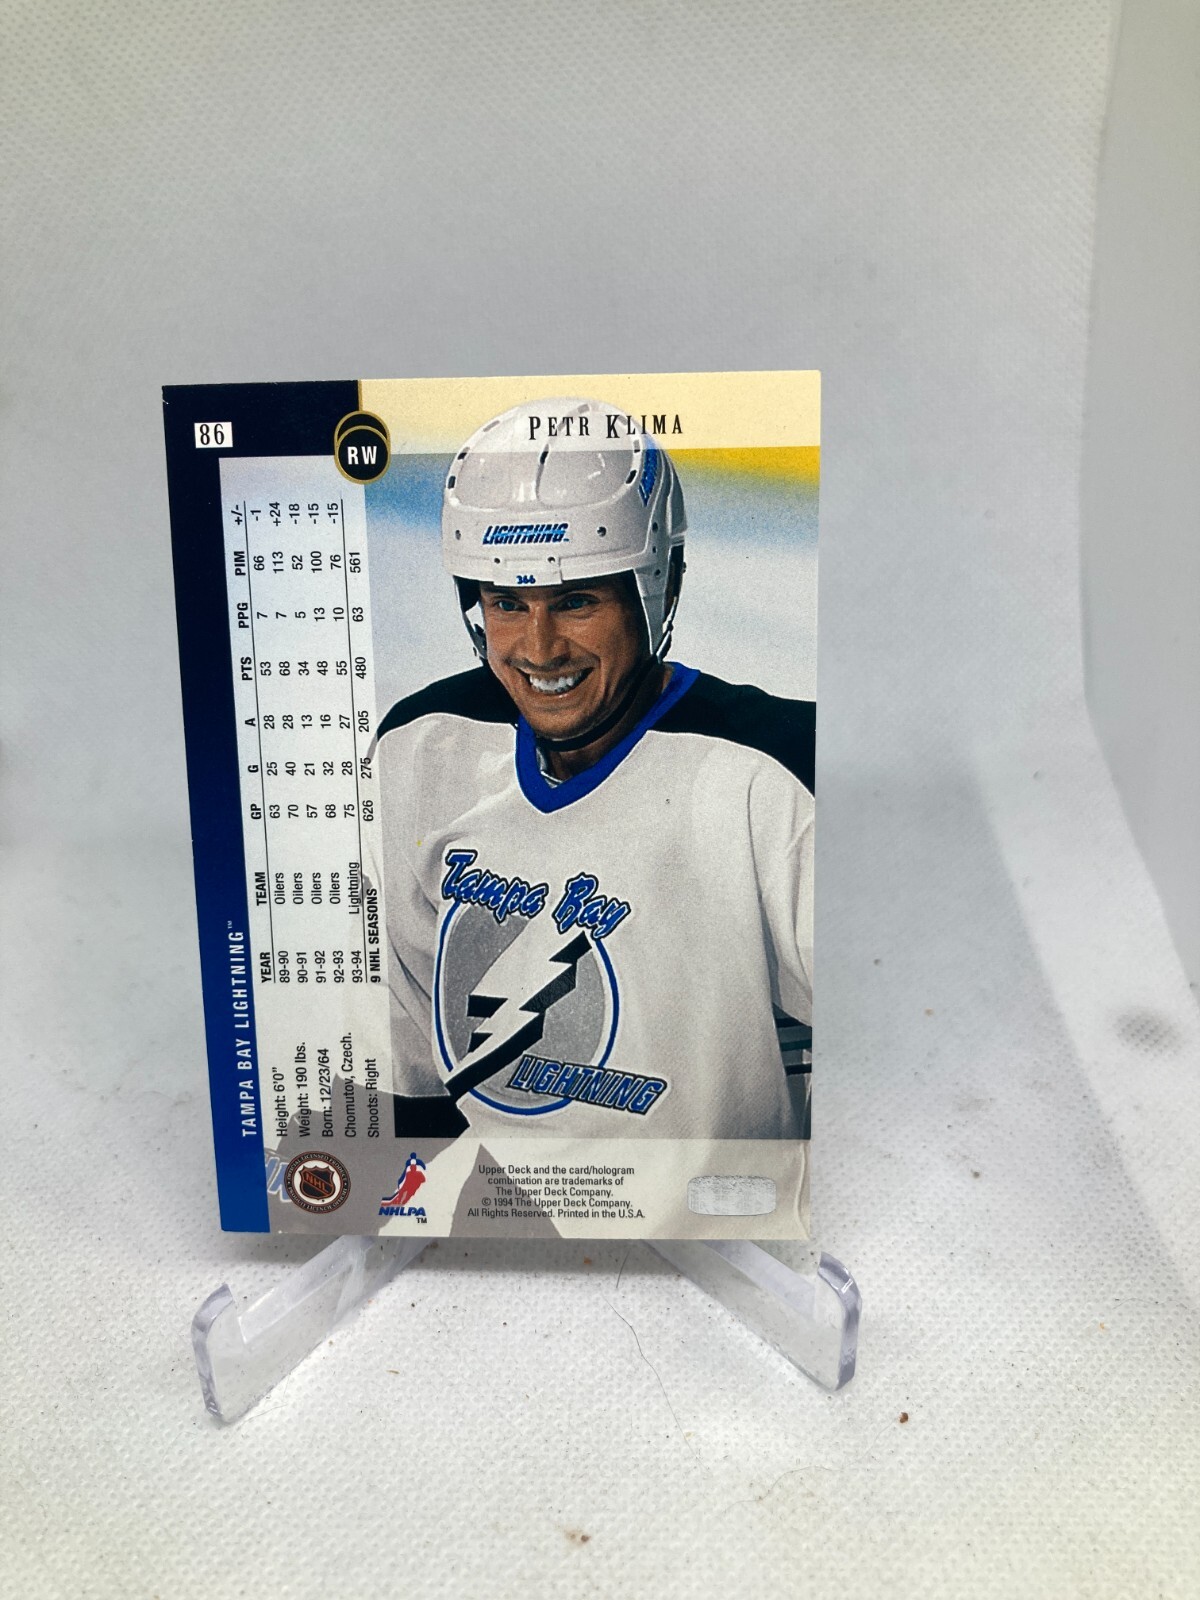 86
RW
PETR KLIMA
LIGHTNING
366
Tampa Bay
LIGHTNING
TAMPA BAY LIGHTNING™
Height: 6'0"
Weight: 190 lbs.
Born: 12/23/64
Chomutov, Czech.
Shoots: Right
YEAR TEAM GP G A PTS PPG PIM +/-
89-90 Oilers 63 25 28 53 7 66 -1
90-91 Oilers 70 40 28 68 7 113 +24
91-92 Oilers 57 21 13 34 5 52 -18
92-93 Oilers 68 32 16 48 13 100 -15
93-94 Lightning 75 28 27 55 10 76 -15
9 NHL SEASONS 626 275 205 480 63 561
NHL
NHLPA
TM
Upper Deck and the card/hologram
combination are trademarks of
The Upper Deck Company.
© 1994 The Upper Deck Company.
All Rights Reserved. Printed in the U.S.A.